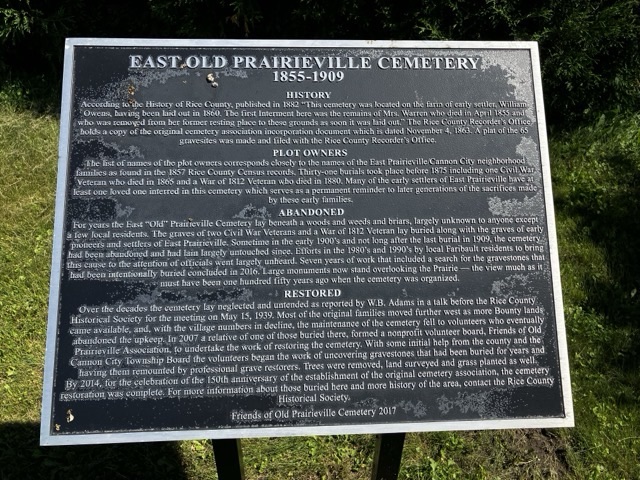 EAST OLD PRAIRIEVILLE CEMETERY
1855-1909
HISTORY
According to the History of Rice County, published in 1882 "This cemetery was located on the farm of early settler, William
Owens, having been laid out in 1860. The first Interment here was the remains of Mrs. Warren who died in April 1855 and
who was removed from her former resting place to these grounds as soon it was laid out." The Rice County Recorder's Office
holds a copy of the original cemetery association incorporation document which is dated November 4, 1863. A plat of the 65
gravesites was made and filed with the Rice County Recorder's Office.
PLOT OWNERS
The list of names of the plot owners corresponds closely to the names of the East Prairieville/Cannon City neighborhood
families as found in the 1857 Rice County Census records. Thirty-one burials took place before 1875 including one Civil War
Veteran who died in 1865 and a War of 1812 Veteran who died in 1880. Many of the early settlers of East Prairieville have at
least one loved one interred in this cemetery which serves as a permanent reminder to later generations of the sacrifices made
by these early families.
ABANDONED
For years the East "Old" Prairieville Cemetery lay beneath a woods and weeds and briars, largely unknown to anyone except
a few local residents. The graves of two Civil War Veterans and a War of 1812 Veteran lay buried along with the graves of early
pioneers and settlers of East Prairieville. Sometime in the early 1900's and not long after the last burial in 1909, the cemetery
had been abandoned and had lain largely untouched since. Efforts in the 1980's and 1990's by local Faribault residents to bring
this cause to the attention of officials went largely unheard. Seven years of work that included a search for the gravestones that
had been intentionally buried concluded in 2016. Large monuments now stand overlooking the Prairie — the view much as it
must have been one hundred fifty years ago when the cemetery was organized.
RESTORED
Over the decades the cemetery lay neglected and untended as reported by W.B. Adams in a talk before the Rice County
Historical Society for the meeting on May 15, 1939. Most of the original families moved further west as more Bounty lands
came available, and, with the village numbers in decline, the maintenance of the cemetery fell to volunteers who eventually
abandoned the upkeep. In 2007 a relative of one of those buried there, formed a nonprofit volunteer board, Friends of Old
Prairieville Association, to undertake the work of restoring the cemetery. With some initial help from the county and the
Cannon City Township Board the volunteers began the work of uncovering gravestones that had been buried for years and
having them remounted by professional grave restorers. Trees were removed, land surveyed and grass planted as well.
By 2014, for the celebration of the 150th anniversary of the establishment of the original cemetery association, the cemetery
restoration was complete. For more information about those buried here and more history of the area, contact the Rice County
Historical Society.
Friends of Old Prairieville Cemetery 2017